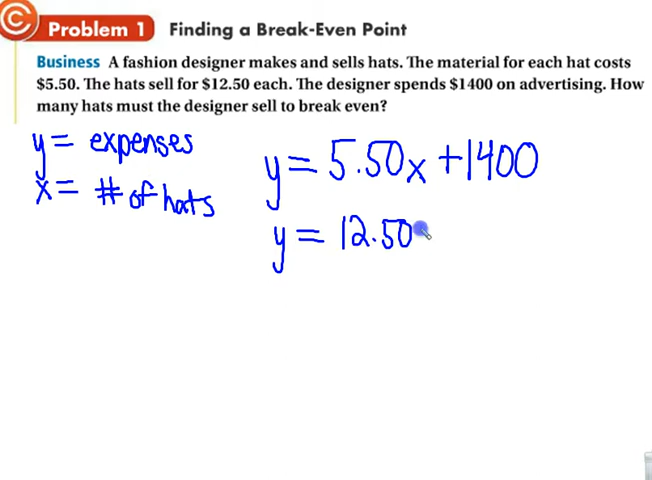 © Problem 1 Finding a Break-Even Point
Business A fashion designer makes and sells hats. The material for each hat costs
$5.50. The hats sell for $12.50 each. The designer spends $1400 on advertising. How
many hats must the designer sell to break even?
y = expenses
x = # of hats
y = 5.50x + 1400
y = 12.50